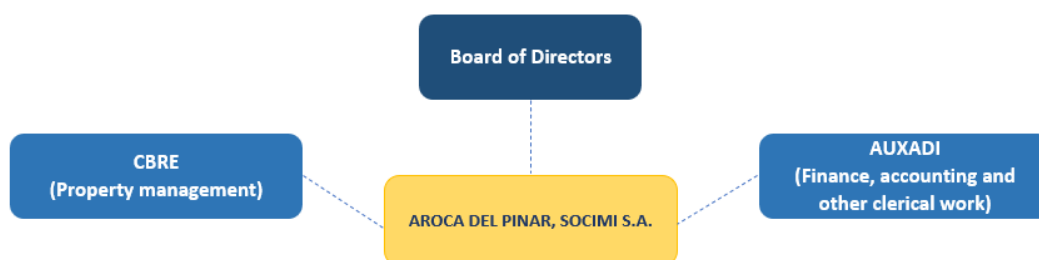 Board of Directors
CBRE
(Property management)
AUXADI
(Finance, accounting and
other clerical work)
AROCA DEL PINAR, SOCIMI S.A.